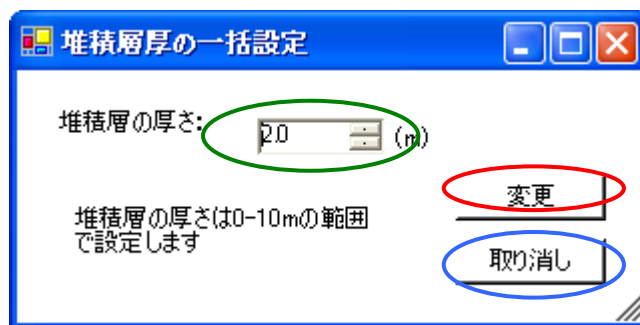 堆積層厚の一括設定
堆積層の厚さ: 2.0 (m)
変更
堆積層の厚さは0-10mの範囲
で設定します
取り消し